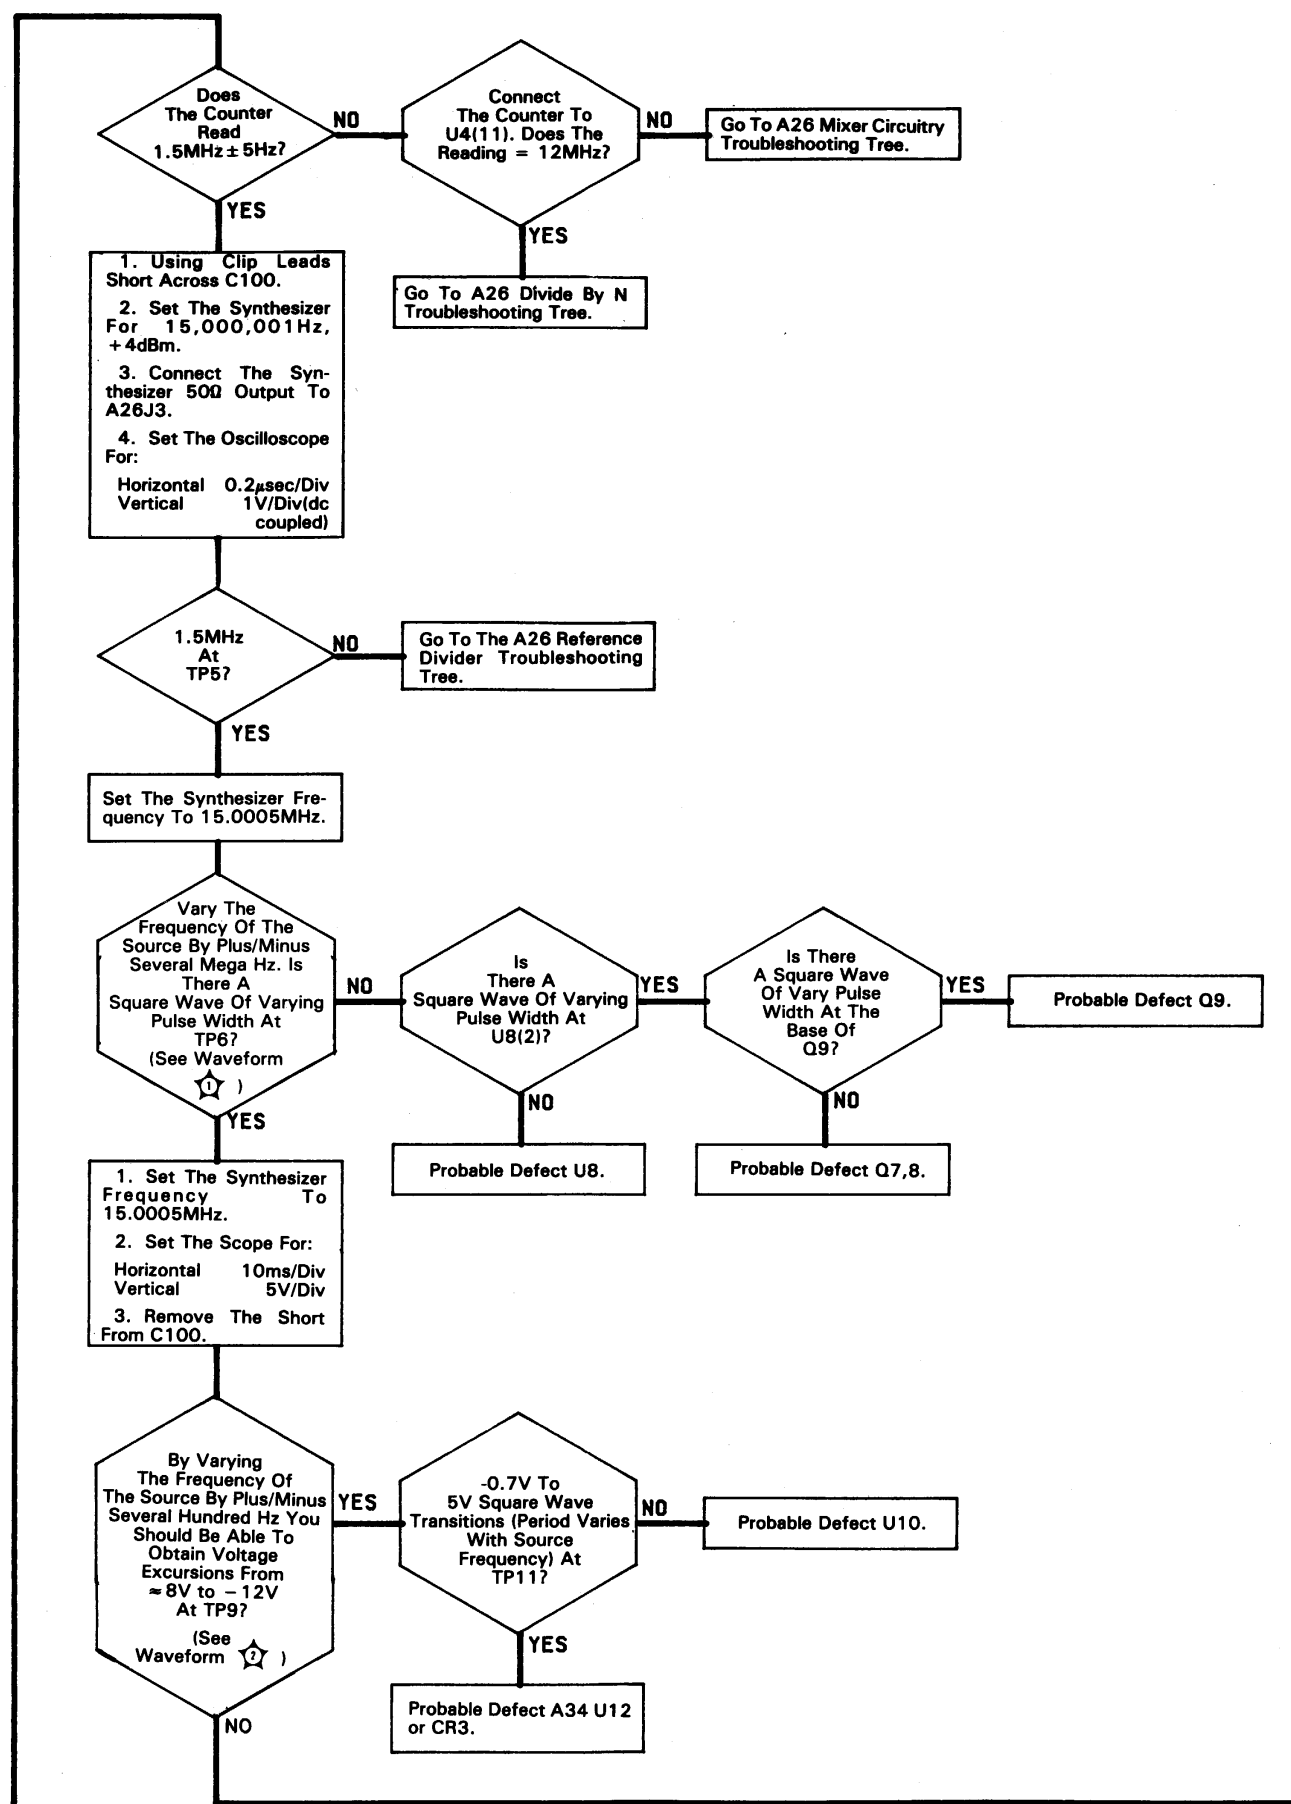 Does
The Counter
Read
1.5MHz ± 5Hz?
NO
YES
Connect
The Counter To
U4(11). Does The
Reading = 12MHz?
NO
YES
Go To A26 Mixer Circuitry
Troubleshooting Tree.
Go To A26 Divide By N
Troubleshooting Tree.
1. Using Clip Leads
Short Across C100.
2. Set The Synthesizer
For 15,000,001Hz,
+4dBm.
3. Connect The Syn-
thesizer 50Ω Output To
A26J3.
4. Set The Oscilloscope
For:
Horizontal 0.2μsec/Div
Vertical 1V/Div(dc
coupled)
1.5MHz
At
TP5?
NO
YES
Go To The A26 Reference
Divider Troubleshooting
Tree.
Set The Synthesizer Fre-
quency To 15.0005MHz.
Vary The
Frequency Of The
Source By Plus/Minus
Several Mega Hz. Is
There A
Square Wave Of Varying
Pulse Width At
TP6?
(See Waveform
1 )
NO
YES
Is
There A
Square Wave Of Varying
Pulse Width At
U8(2)?
YES
NO
Is There
A Square Wave
Of Vary Pulse
Width At The
Base Of
Q9?
YES
NO
Probable Defect Q9.
Probable Defect U8.
Probable Defect Q7,8.
1. Set The Synthesizer
Frequency To
15.0005MHz.
2. Set The Scope For:
Horizontal 10ms/Div
Vertical 5V/Div
3. Remove The Short
From C100.
By Varying
The Frequency Of
The Source By Plus/Minus
Several Hundred Hz You
Should Be Able To
Obtain Voltage
Excursions From
≈8V to −12V
At TP9?
(See
Waveform 2 )
YES
NO
-0.7V To
5V Square Wave
Transitions (Period Varies
With Source
Frequency) At
TP11?
NO
YES
Probable Defect U10.
Probable Defect A34 U12
or CR3.